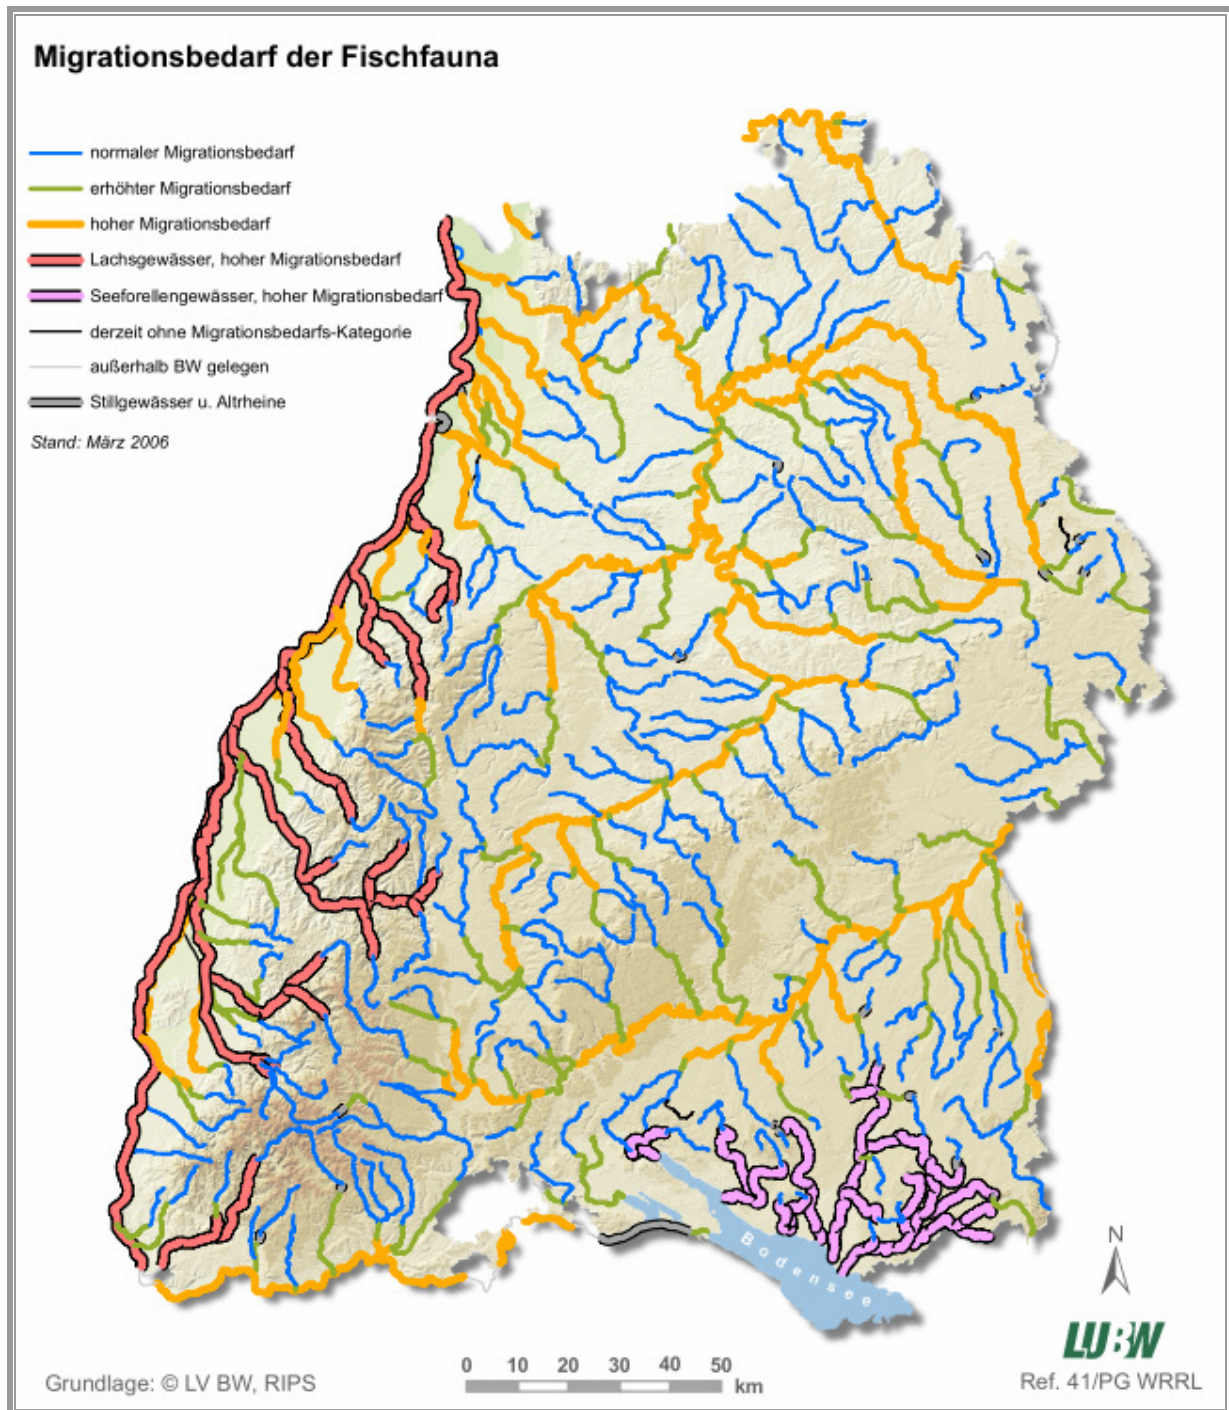 Migrationsbedarf der Fischfauna
normaler Migrationsbedarf
erhöhter Migrationsbedarf
hoher Migrationsbedarf
Lachsgewässer, hoher Migrationsbedarf
Seeforellengewässer, hoher Migrationsbedarf
derzeit ohne Migrationsbedarfs-Kategorie
außerhalb BW gelegen
Stillgewässer u. Altrheine
Stand: März 2006
Bodensee
N
LUBW
0 10 20 30 40 50
km
Grundlage: © LV BW, RIPS
Ref. 41/PG WRRL